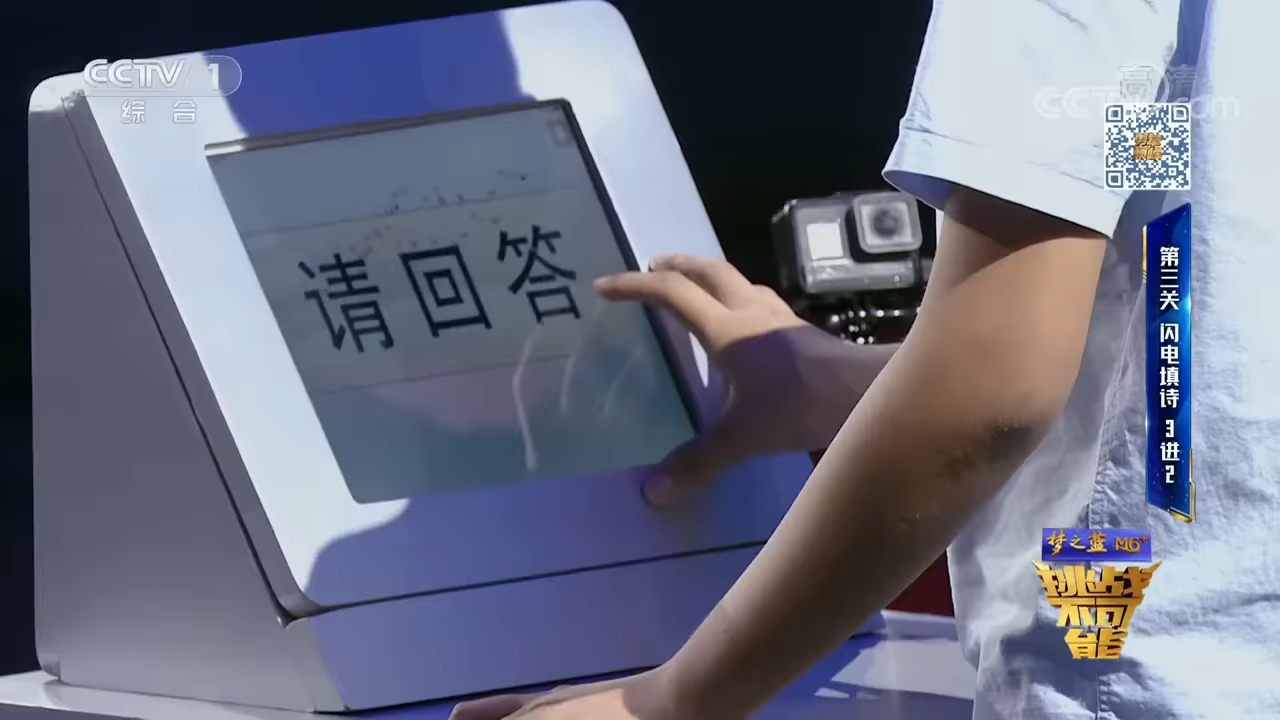 CCTV 1
综合
高清
CCTV.com
请回答
第三关 闪电填诗 3进2
梦之蓝 M6+
挑战
不可
能